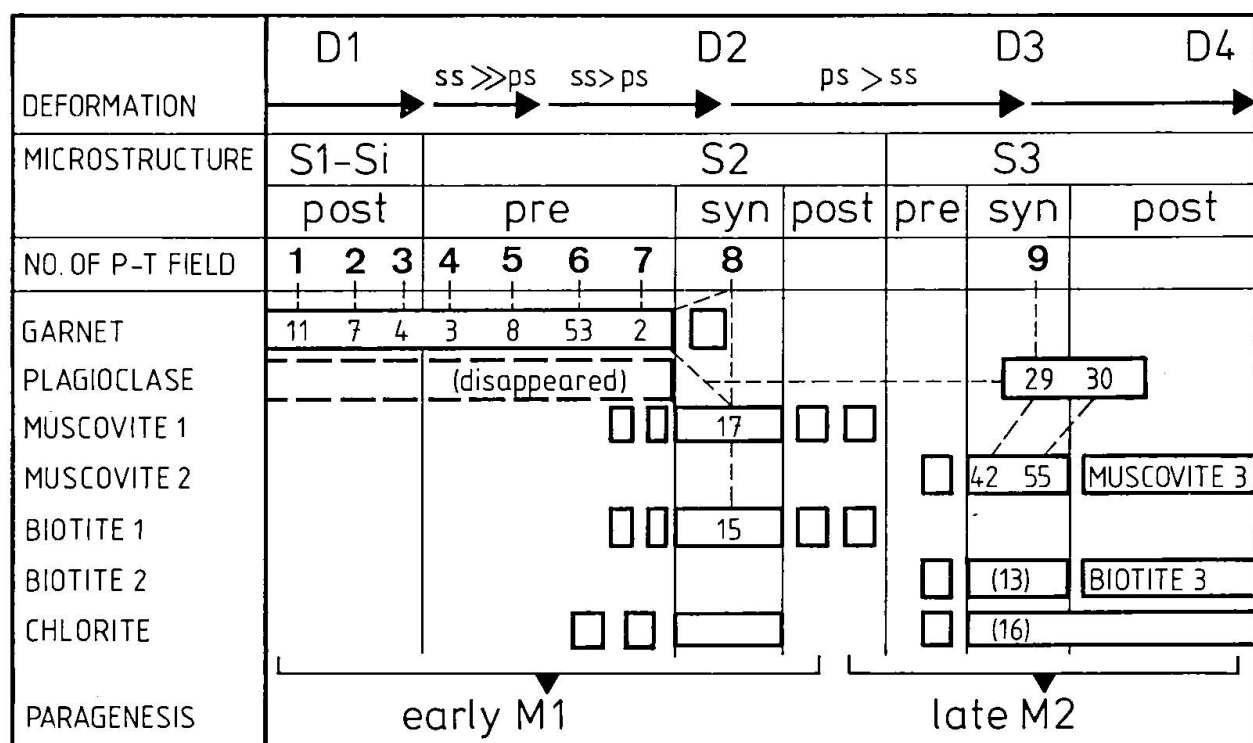 D1 D2 D3 D4
ss ≫ps ss> ps ps > ss
DEFORMATION
MICROSTRUCTURE S1-Si S2 S3
post pre syn post pre syn post
NO. OF P-T FIELD 1 2 3 4 5 6 7 8 9
GARNET 11 7 4 3 8 53 2
PLAGIOCLASE (disappeared) 29 30
MUSCOVITE 1 17
MUSCOVITE 2 42 55 MUSCOVITE 3
BIOTITE 1 15
BIOTITE 2 (13) BIOTITE 3
CHLORITE (16)
PARAGENESIS early M1 late M2